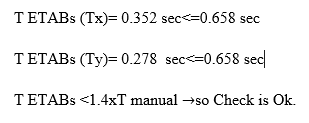 T ETABs (Tx)= 0.352 sec<=0.658 sec
T ETABs (Ty)= 0.278  sec<=0.658 sec
T ETABs <1.4xT manual →so Check is Ok.